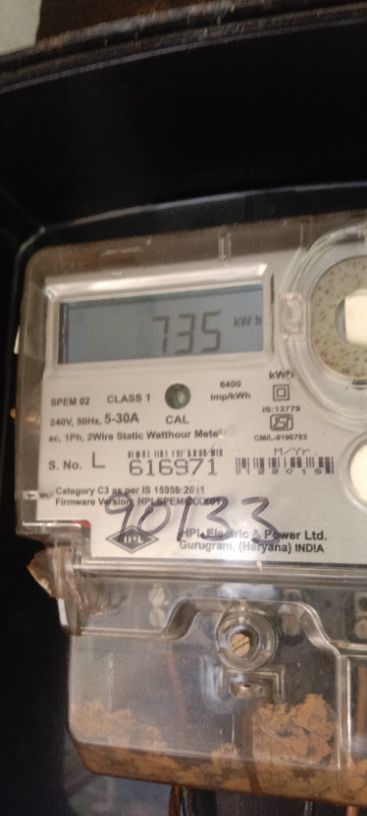 735 kWh
SPEM 02 CLASS 1 6400 imp/kWh
kWh
240V, 50Hz, 5-30A CAL
IS:13779
ac, 1Ph, 2Wire Static Watthour Meter
M/Yr.
S. No. L 616971
Category C3 as per IS 15959:2011
Firmware Version:
90133
HPL
HPL Electric & Power Ltd.
Gurugram, (Haryana) INDIA